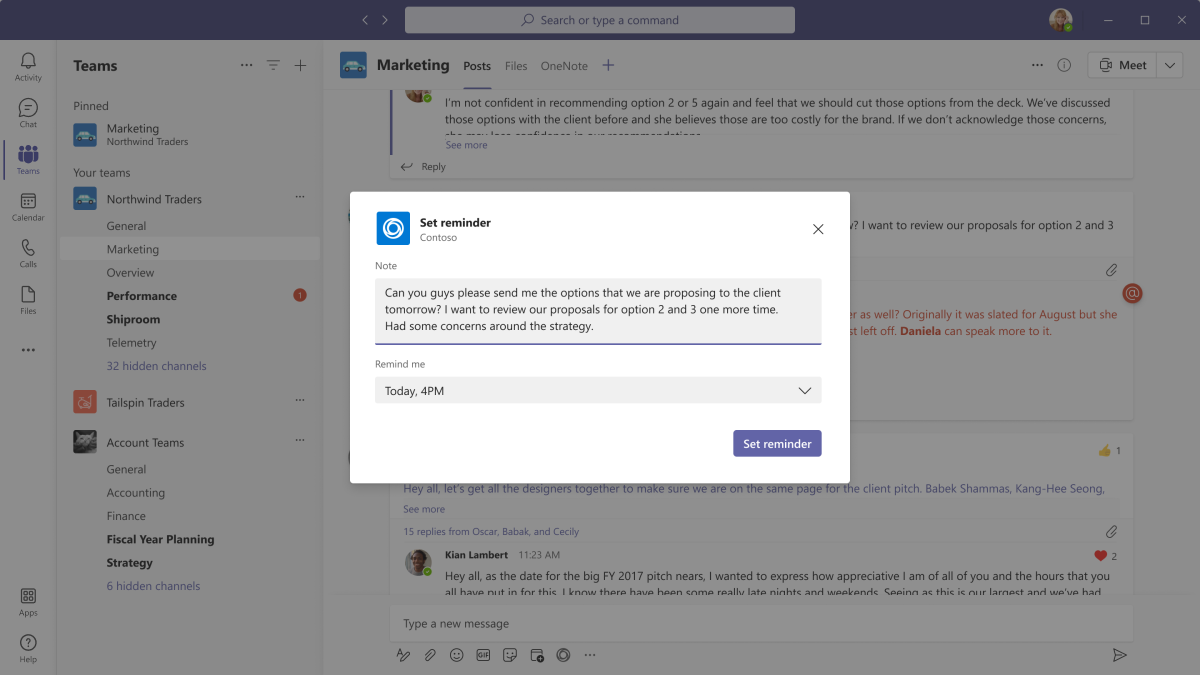 Search or type a command
Activity
Chat
Teams
Calendar
Calls
Files
Apps
Help
Teams
Pinned
Marketing
Northwind Traders
Your teams
Northwind Traders
General
Marketing
Overview
Performance
1
Shiproom
Telemetry
32 hidden channels
Tailspin Traders
Account Teams
General
Accounting
Finance
Fiscal Year Planning
Strategy
6 hidden channels
Marketing Posts Files OneNote
Meet
I'm not confident in recommending option 2 or 5 again and feel that we should cut those options from the deck. We've discussed
those options with the client before and she believes those are too costly for the brand. If we don't acknowledge those concerns,
she may lose confidence in our recommendations
See more
Reply
? I want to review our proposals for option 2 and 3
@
er as well? Originally it was slated for August but she
left off. Daniela can speak more to it.
Set reminder
Contoso
Note
Can you guys please send me the options that we are proposing to the client
tomorrow? I want to review our proposals for option 2 and 3 one more time.
Had some concerns around the strategy.
Remind me
Today, 4PM
Set reminder
1
Hey all, let's get all the designers together to make sure we are on the same page for the client pitch. Babek Shammas, Kang-Hee Seong,
See more
15 replies from Oscar, Babak, and Cecily
Kian Lambert 11:23 AM
2
Hey all, as the date for the big FY 2017 pitch nears, I wanted to express how appreciative I am of all of you and the hours that you
all have put in for this. I know there have been some really late nights and weekends. Seeing as this is our largest and we've had
Type a new message
GIF